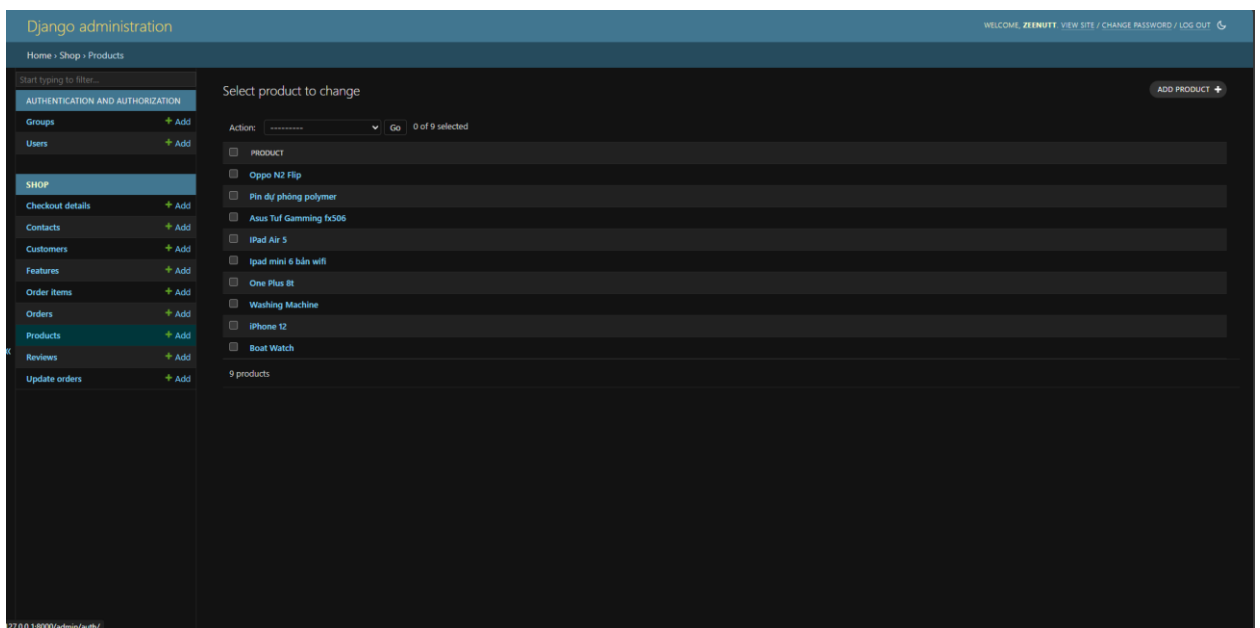 Django administration
WELCOME, ZEENUTT. VIEW SITE / CHANGE PASSWORD / LOG OUT
Home › Shop › Products
Start typing to filter...
AUTHENTICATION AND AUTHORIZATION
Groups + Add
Users + Add
SHOP
Checkout details + Add
Contacts + Add
Customers + Add
Features + Add
Order items + Add
Orders + Add
Products + Add
Reviews + Add
Update orders + Add
«
Select product to change
ADD PRODUCT +
Action: --------- Go 0 of 9 selected
PRODUCT
Oppo N2 Flip
Pin dự phòng polymer
Asus Tuf Gamming fx506
IPad Air 5
Ipad mini 6 bản wifi
One Plus 8t
Washing Machine
iPhone 12
Boat Watch
9 products
127.0.0.1:8000/admin/auth/